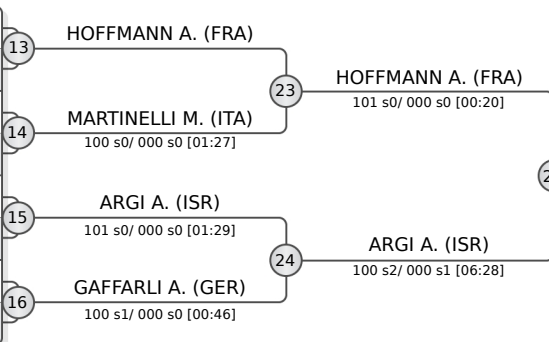 13
HOFFMANN A. (FRA)
23
HOFFMANN A. (FRA)
101 s0/ 000 s0 [00:20]
14
MARTINELLI M. (ITA)
100 s0/ 000 s0 [01:27]
15
ARGI A. (ISR)
101 s0/ 000 s0 [01:29]
24
ARGI A. (ISR)
100 s2/ 000 s1 [06:28]
16
GAFFARLI A. (GER)
100 s1/ 000 s0 [00:46]